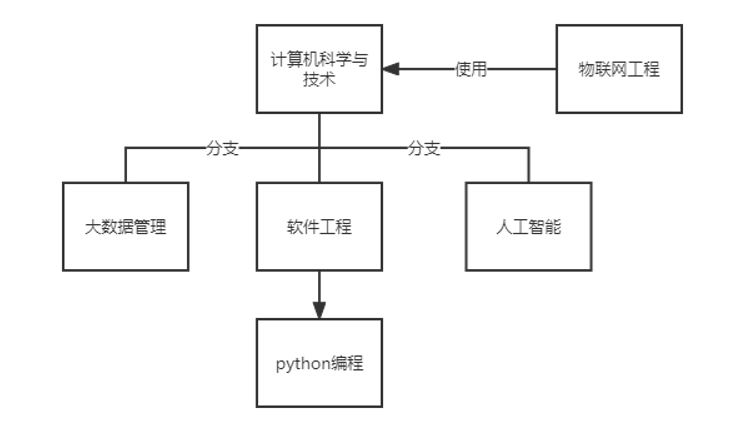 计算机科学与
技术
使用
物联网工程
分支
分支
大数据管理
软件工程
人工智能
python编程